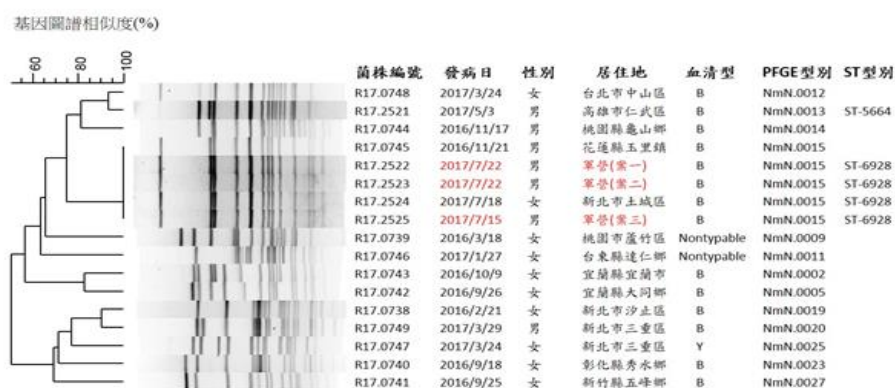 基因圖譜相似度(%)
60 80 100
菌株編號 發病日 性別 居住地 血清型 PFGE型別 ST型別
R17.0748 2017/3/24 女 台北市中山區 B NmN.0012
R17.2521 2017/5/3 男 高雄市仁武區 B NmN.0013 ST-5664
R17.0744 2016/11/17 男 桃園縣龜山鄉 B NmN.0014
R17.0745 2016/11/21 男 花蓮縣玉里鎮 B NmN.0015
R17.2522 2017/7/22 男 軍營(案一) B NmN.0015 ST-6928
R17.2523 2017/7/22 男 軍營(案二) B NmN.0015 ST-6928
R17.2524 2017/7/18 女 新北市土城區 B NmN.0015 ST-6928
R17.2525 2017/7/15 男 軍營(案三) B NmN.0015 ST-6928
R17.0739 2016/3/18 女 桃園市蘆竹區 Nontypable NmN.0009
R17.0746 2017/1/27 女 台東縣達仁鄉 Nontypable NmN.0011
R17.0743 2016/10/9 女 宜蘭縣宜蘭市 B NmN.0002
R17.0742 2016/9/26 女 宜蘭縣大同鄉 B NmN.0005
R17.0738 2016/2/21 女 新北市汐止區 B NmN.0019
R17.0749 2017/3/29 男 新北市三重區 B NmN.0020
R17.0747 2017/3/24 女 新北市三重區 Y NmN.0025
R17.0740 2016/9/18 女 彰化縣秀水鄉 B NmN.0023
R17.0741 2016/9/25 女 新竹縣五峰鄉 B NmN.0027